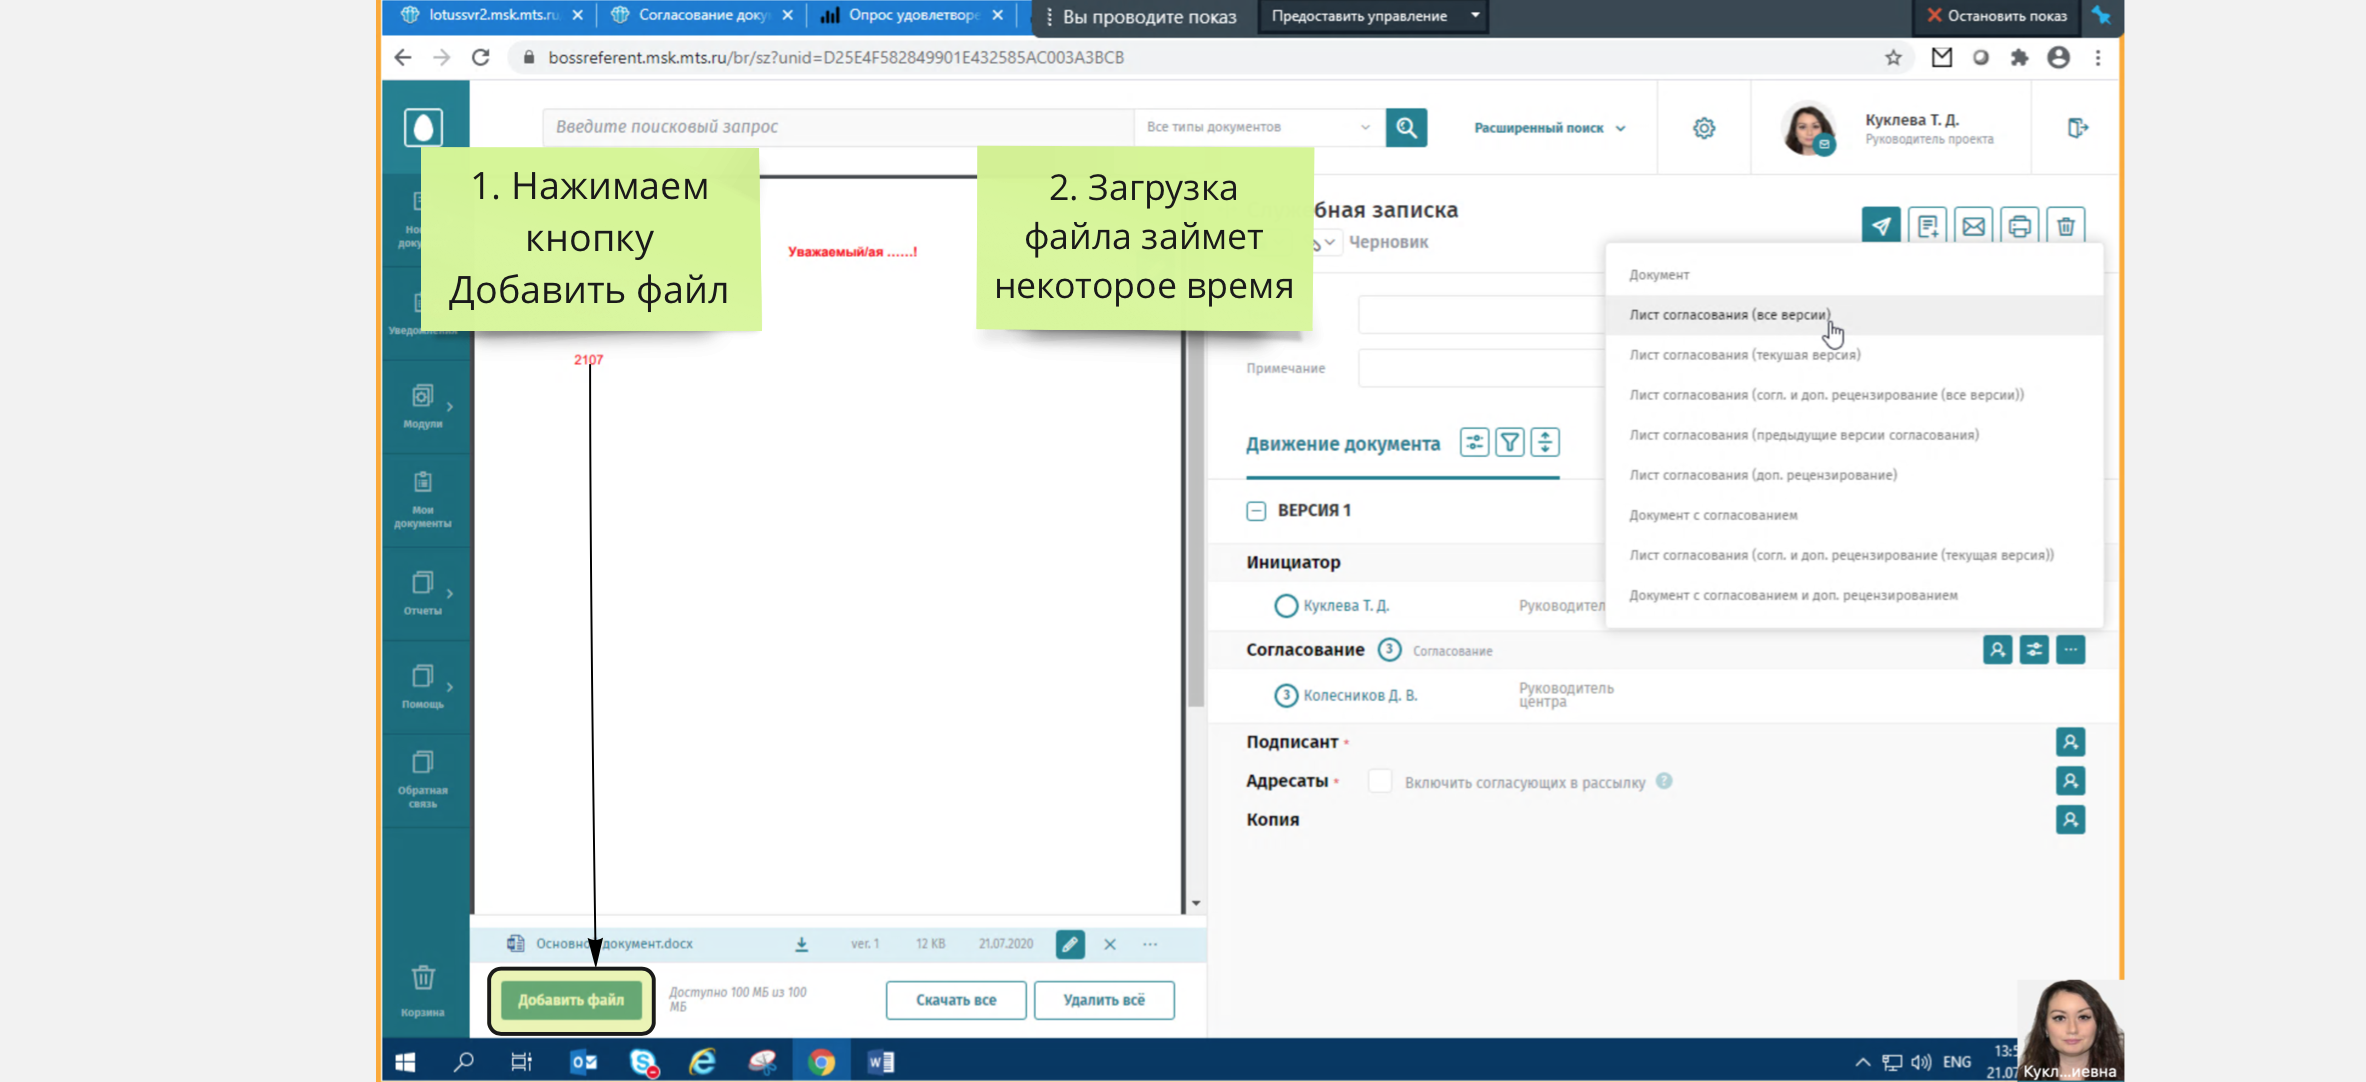 lotussvr2.msk.mts.ru
Согласование доку
Опрос удовлетворе
Вы проводите показ
Предоставить управление
Остановить показ
bossreferent.msk.mts.ru/br/sz?unid=D25E4F582849901E432585AC003A3BCB
Введите поисковый запрос
Все типы документов
Расширенный поиск
Куклева Т. Д.
Руководитель проекта
1. Нажимаем
кнопку
Добавить файл
2. Загрузка
файла займет
некоторое время
Уважаемый/ая ......!
2107
бная записка
Черновик
Примечание
Движение документа
ВЕРСИЯ 1
Инициатор
Куклева Т. Д.
Руководител
Согласование 3 Согласование
3 Колесников Д. В.
Руководитель
центра
Подписант *
Адресаты *
Включить согласующих в рассылку ?
Копия
Документ
Лист согласования (все версии)
Лист согласования (текушая версия)
Лист согласования (согл. и доп. рецензирование (все версии))
Лист согласования (предыдущие версии согласования)
Лист согласования (доп. рецензирование)
Документ с согласованием
Лист согласования (согл. и доп. рецензирование (текущая версия))
Документ с согласованием и доп. рецензированием
Модули
Мои
документы
Отчеты
Помощь
Обратная
связь
Корзина
документ.docx
ver. 1
12 KB
21.07.2020
Добавить файл
Доступно 100 МБ из 100
МБ
Скачать все
Удалить всё
ENG
13:5
21.07
Кукл...иевна